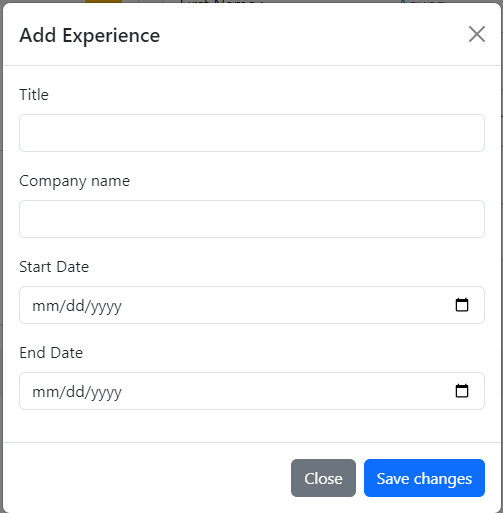 Add Experience
Title
Company name
Start Date
mm/dd/yyyy
End Date
mm/dd/yyyy
Close
Save changes